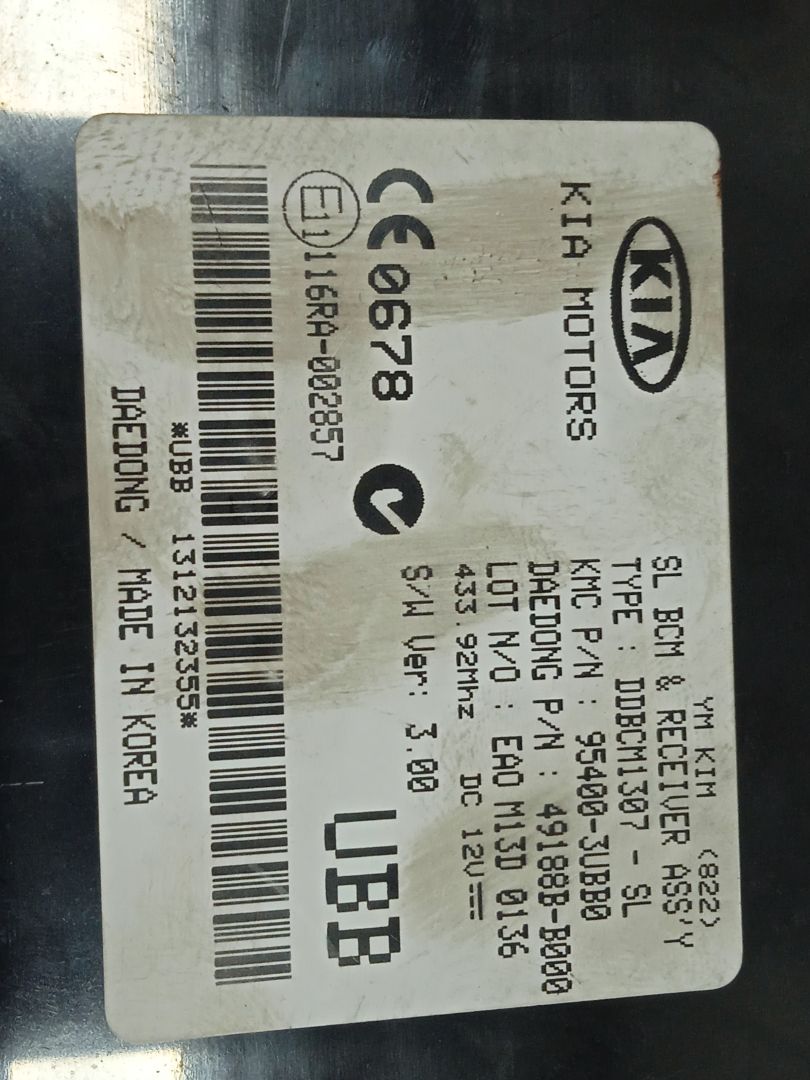 KIA
KIA MOTORS
YM KIM (822)
SL BCM & RECEIVER ASS'Y
TYPE : DDBCM1307 - SL
KMC P/N : 95400-3UBB0
DAEDONG P/N : 49188B-B000
LOT N/O : EAO M13D 0136
433.92Mhz DC 12V
S/W Ver: 3.00
CE 0678
E11 116RA-002857
UBB
*UBB 1312132355*
DAEDONG / MADE IN KOREA